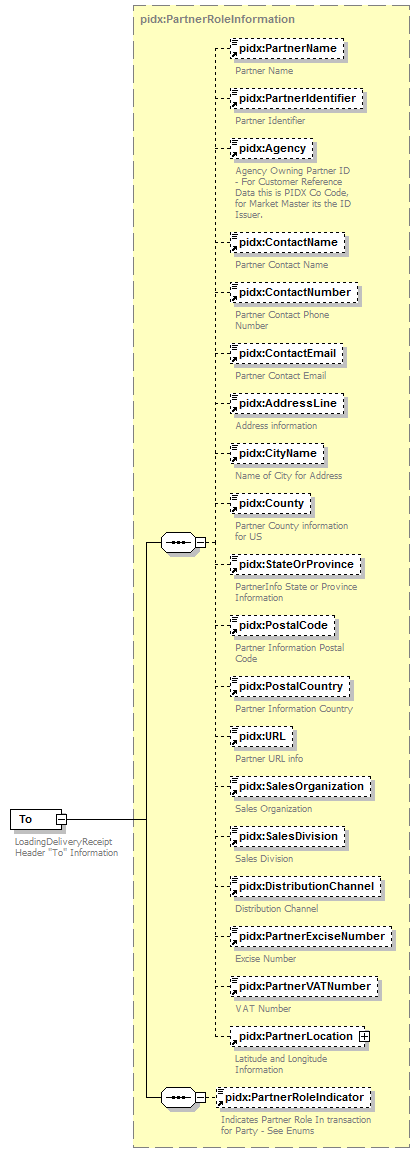 pidx:PartnerRoleInformation
pidx:PartnerName
Partner Name
pidx:PartnerIdentifier
Partner Identifier
pidx:Agency
Agency Owning Partner ID
- For Customer Reference
Data this is PIDX Co Code,
for Market Master its the ID
Issuer.
pidx:ContactName
Partner Contact Name
pidx:ContactNumber
Partner Contact Phone
Number
pidx:ContactEmail
Partner Contact Email
pidx:AddressLine
Address information
pidx:CityName
Name of City for Address
pidx:County
Partner County information
for US
pidx:StateOrProvince
PartnerInfo State or Province
Information
pidx:PostalCode
Partner Information Postal
Code
pidx:PostalCountry
Partner Information Country
pidx:URL
Partner URL info
pidx:SalesOrganization
Sales Organization
To
LoadingDeliveryReceipt
Header "To" Information
pidx:SalesDivision
Sales Division
pidx:DistributionChannel
Distribution Channel
pidx:PartnerExciseNumber
Excise Number
pidx:PartnerVATNumber
VAT Number
pidx:PartnerLocation
Latitude and Longitude
Information
pidx:PartnerRoleIndicator
Indicates Partner Role In transaction
for Party - See Enums